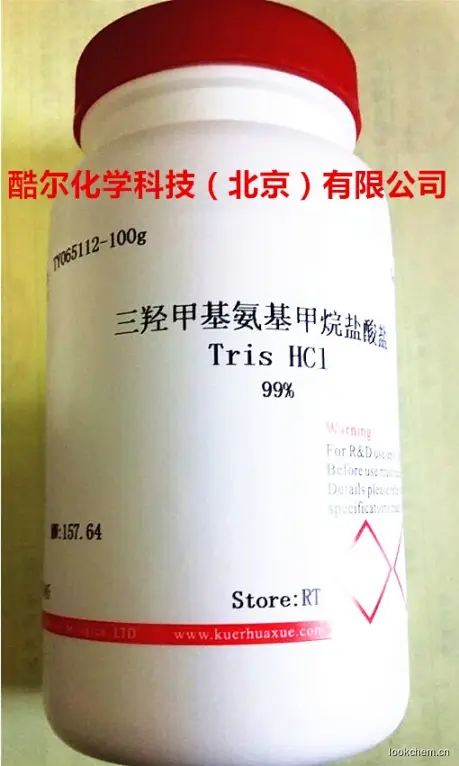 酷尔化学科技（北京）有限公司
TY065112-100g
三羟甲基氨基甲烷盐酸盐
Tris HCl
99%
Warning
For R&D use
Before use
Details please
specifications
MW:157.64
Store:RT
LTD www.kuerhuaxue.com
lookchem.cn